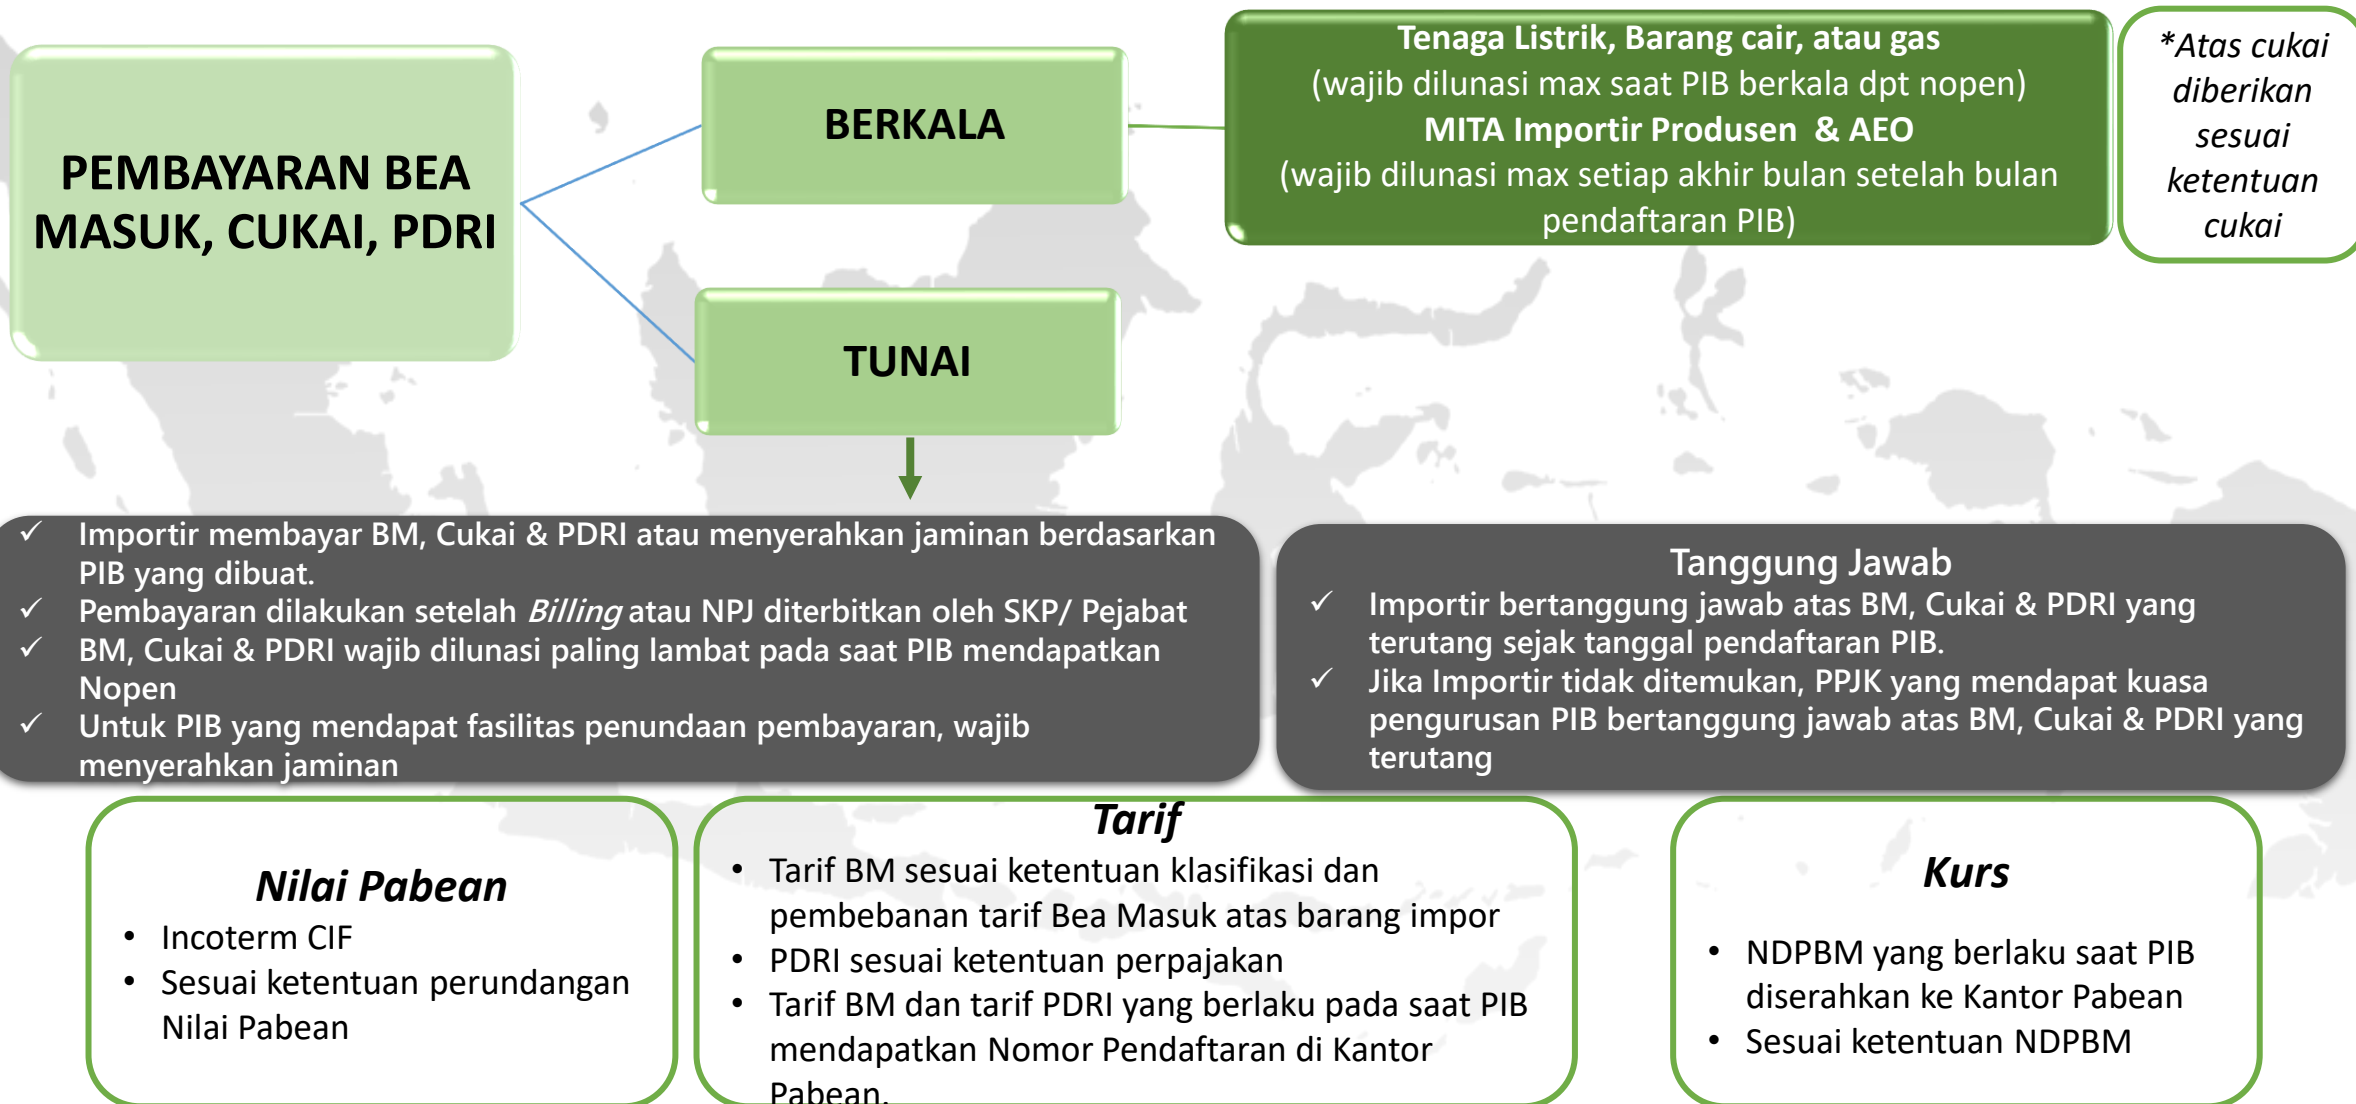 PEMBAYARAN BEA
MASUK, CUKAI, PDRI
BERKALA
Tenaga Listrik, Barang cair, atau gas
(wajib dilunasi max saat PIB berkala dpt nopen)
MITA Importir Produsen & AEO
(wajib dilunasi max setiap akhir bulan setelah bulan
pendaftaran PIB)
*Atas cukai
diberikan
sesuai
ketentuan
cukai
TUNAI
✓ Importir membayar BM, Cukai & PDRI atau menyerahkan jaminan berdasarkan
PIB yang dibuat.
✓ Pembayaran dilakukan setelah Billing atau NPJ diterbitkan oleh SKP/ Pejabat
✓ BM, Cukai & PDRI wajib dilunasi paling lambat pada saat PIB mendapatkan
Nopen
✓ Untuk PIB yang mendapat fasilitas penundaan pembayaran, wajib
menyerahkan jaminan
Tanggung Jawab
✓ Importir bertanggung jawab atas BM, Cukai & PDRI yang
terutang sejak tanggal pendaftaran PIB.
✓ Jika Importir tidak ditemukan, PPJK yang mendapat kuasa
pengurusan PIB bertanggung jawab atas BM, Cukai & PDRI yang
terutang
Nilai Pabean
• Incoterm CIF
• Sesuai ketentuan perundangan
Nilai Pabean
Tarif
• Tarif BM sesuai ketentuan klasifikasi dan
pembebanan tarif Bea Masuk atas barang impor
• PDRI sesuai ketentuan perpajakan
• Tarif BM dan tarif PDRI yang berlaku pada saat PIB
mendapatkan Nomor Pendaftaran di Kantor
Pabean.
Kurs
• NDPBM yang berlaku saat PIB
diserahkan ke Kantor Pabean
• Sesuai ketentuan NDPBM